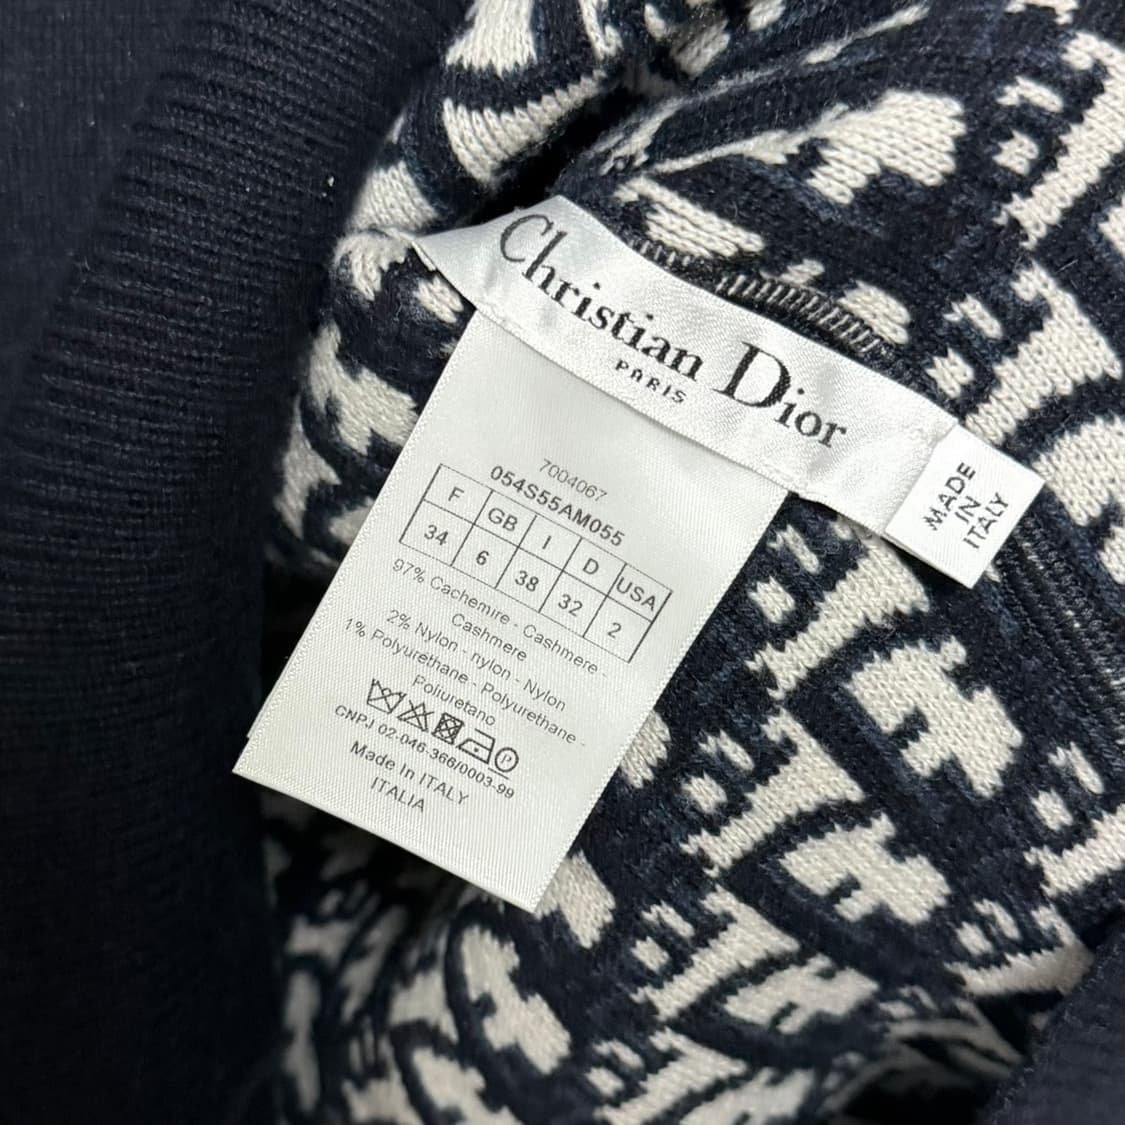 Christian Dior
PARIS
MADE
IN
ITALY
7004067
054S55AM055
F GB I D USA
34 6 38 32 2
97% Cachemire - Cashmere -
Cashmere
2% Nylon - nylon - Nylon
1% Polyuréthane - Polyurethane -
Poliuretano
P
CNPJ 02-046-366/0003-99
Made In ITALY
ITALIA